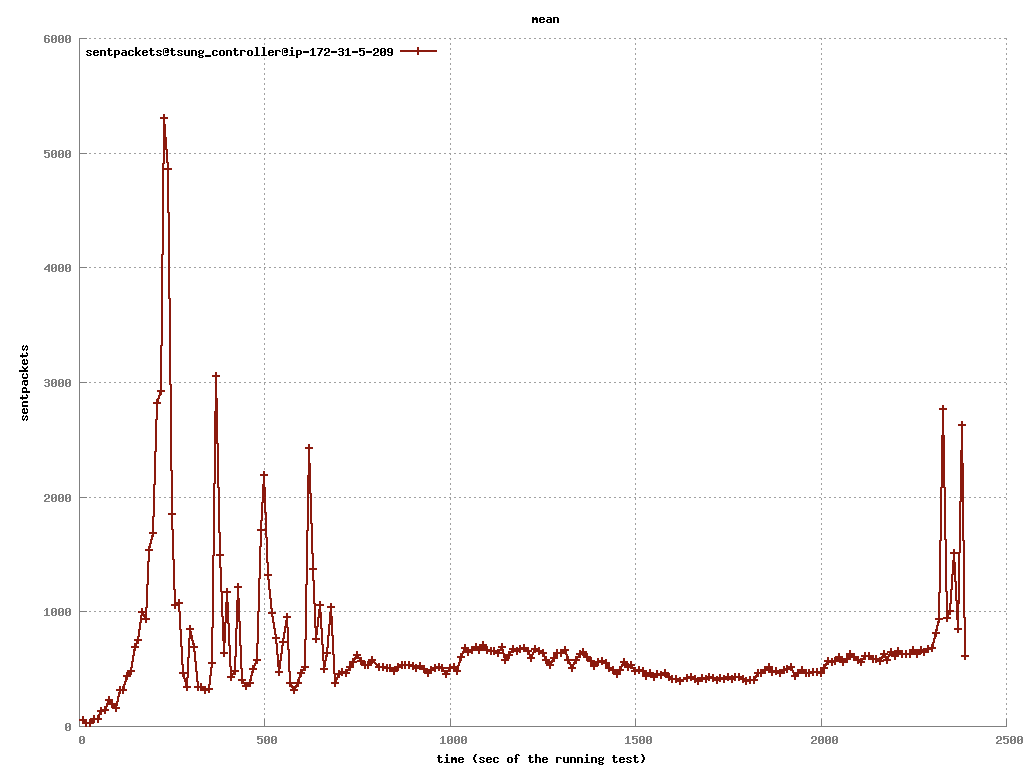 mean
6000
sentpackets@tsung_controller@ip-172-31-5-209
5000
4000
3000
sentpackets
2000
1000
0
0 500 1000 1500 2000 2500
time (sec of the running test)